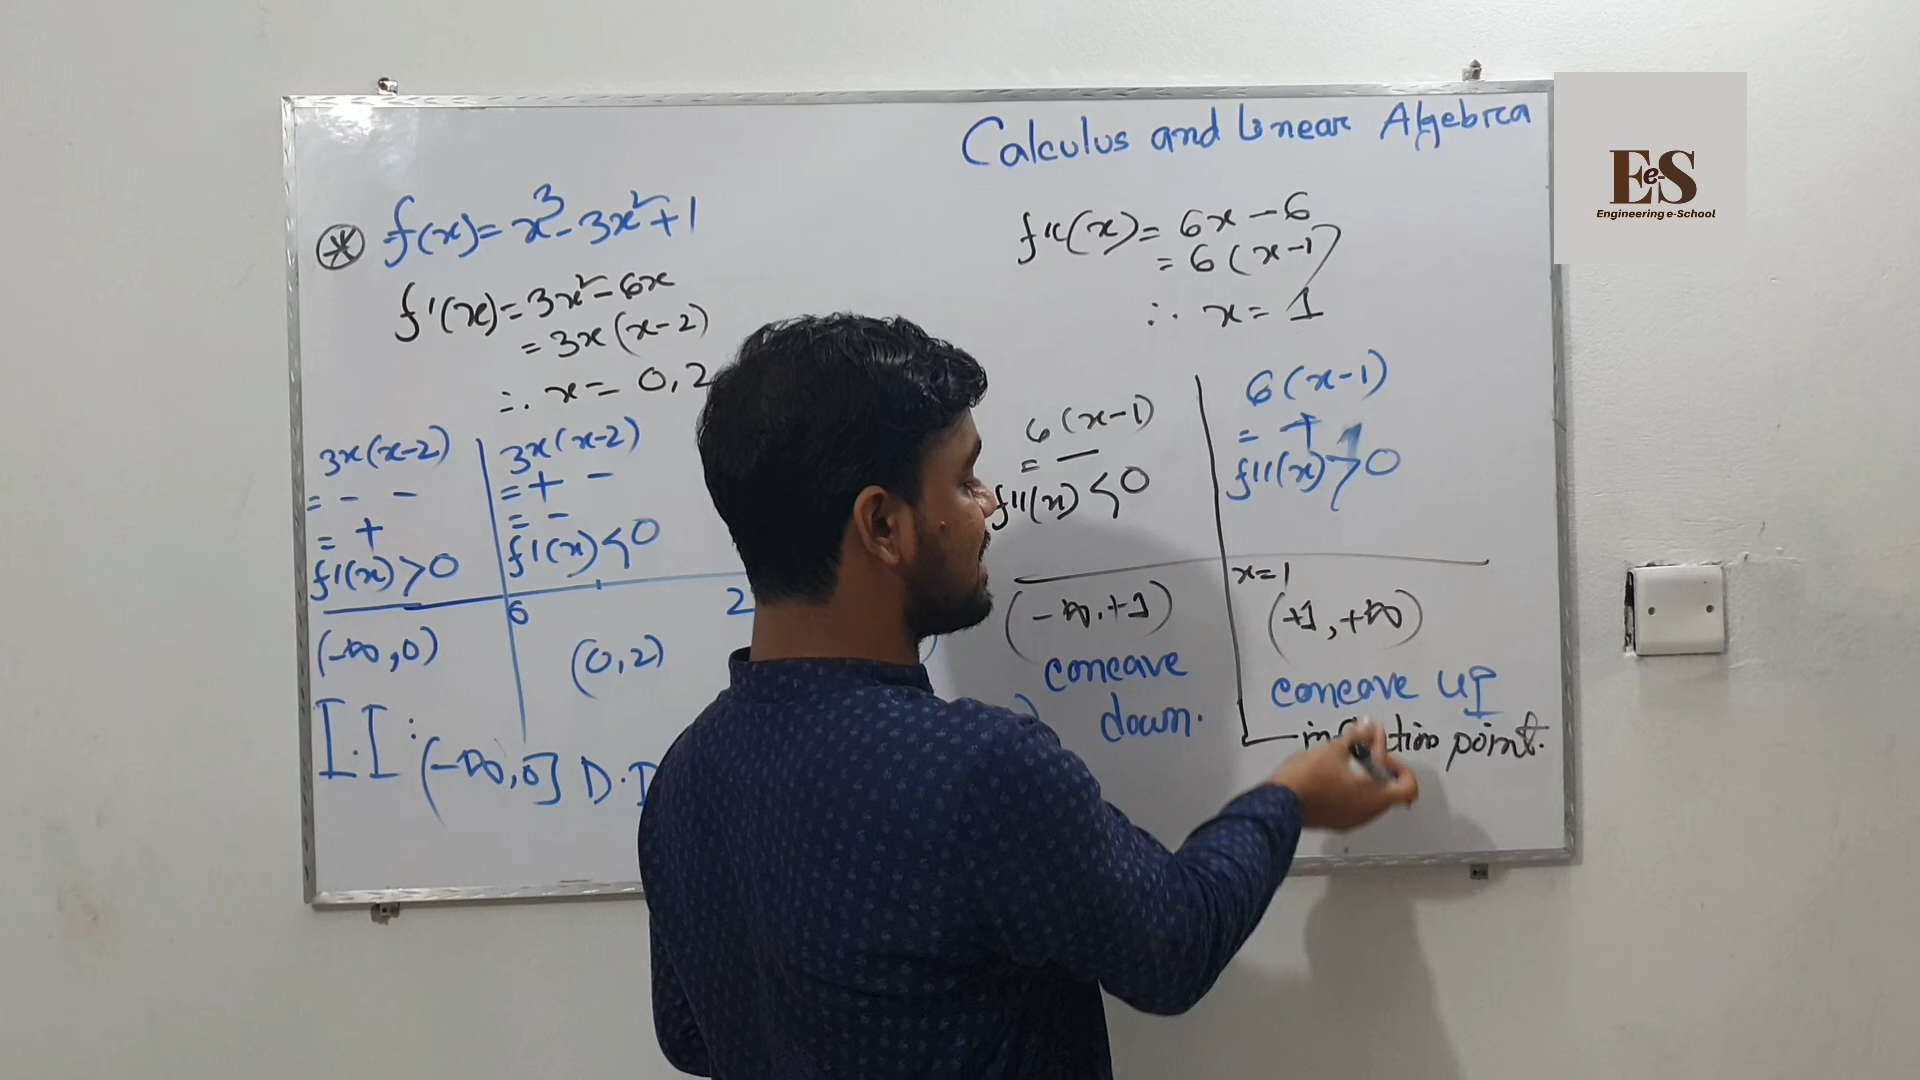 Calculus and Linear Algebra
EeS
Engineering e-School
f(x) = x³ - 3x² + 1
f'(x) = 3x² - 6x
= 3x(x-2)
∴ x = 0, 2
3x(x-2)
= - -
= +
f'(x) > 0
(-∞, 0)
3x(x-2)
= + -
= -
f'(x) < 0
0
2
(0, 2)
I.I: (-∞, 0] D.I
f''(x) = 6x - 6
= 6(x-1)
∴ x = 1
6(x-1)
= -
f''(x) < 0
(-∞, +1)
concave
down.
6(x-1)
= +
f''(x) > 0
x=1
(+1, +∞)
concave up
point.